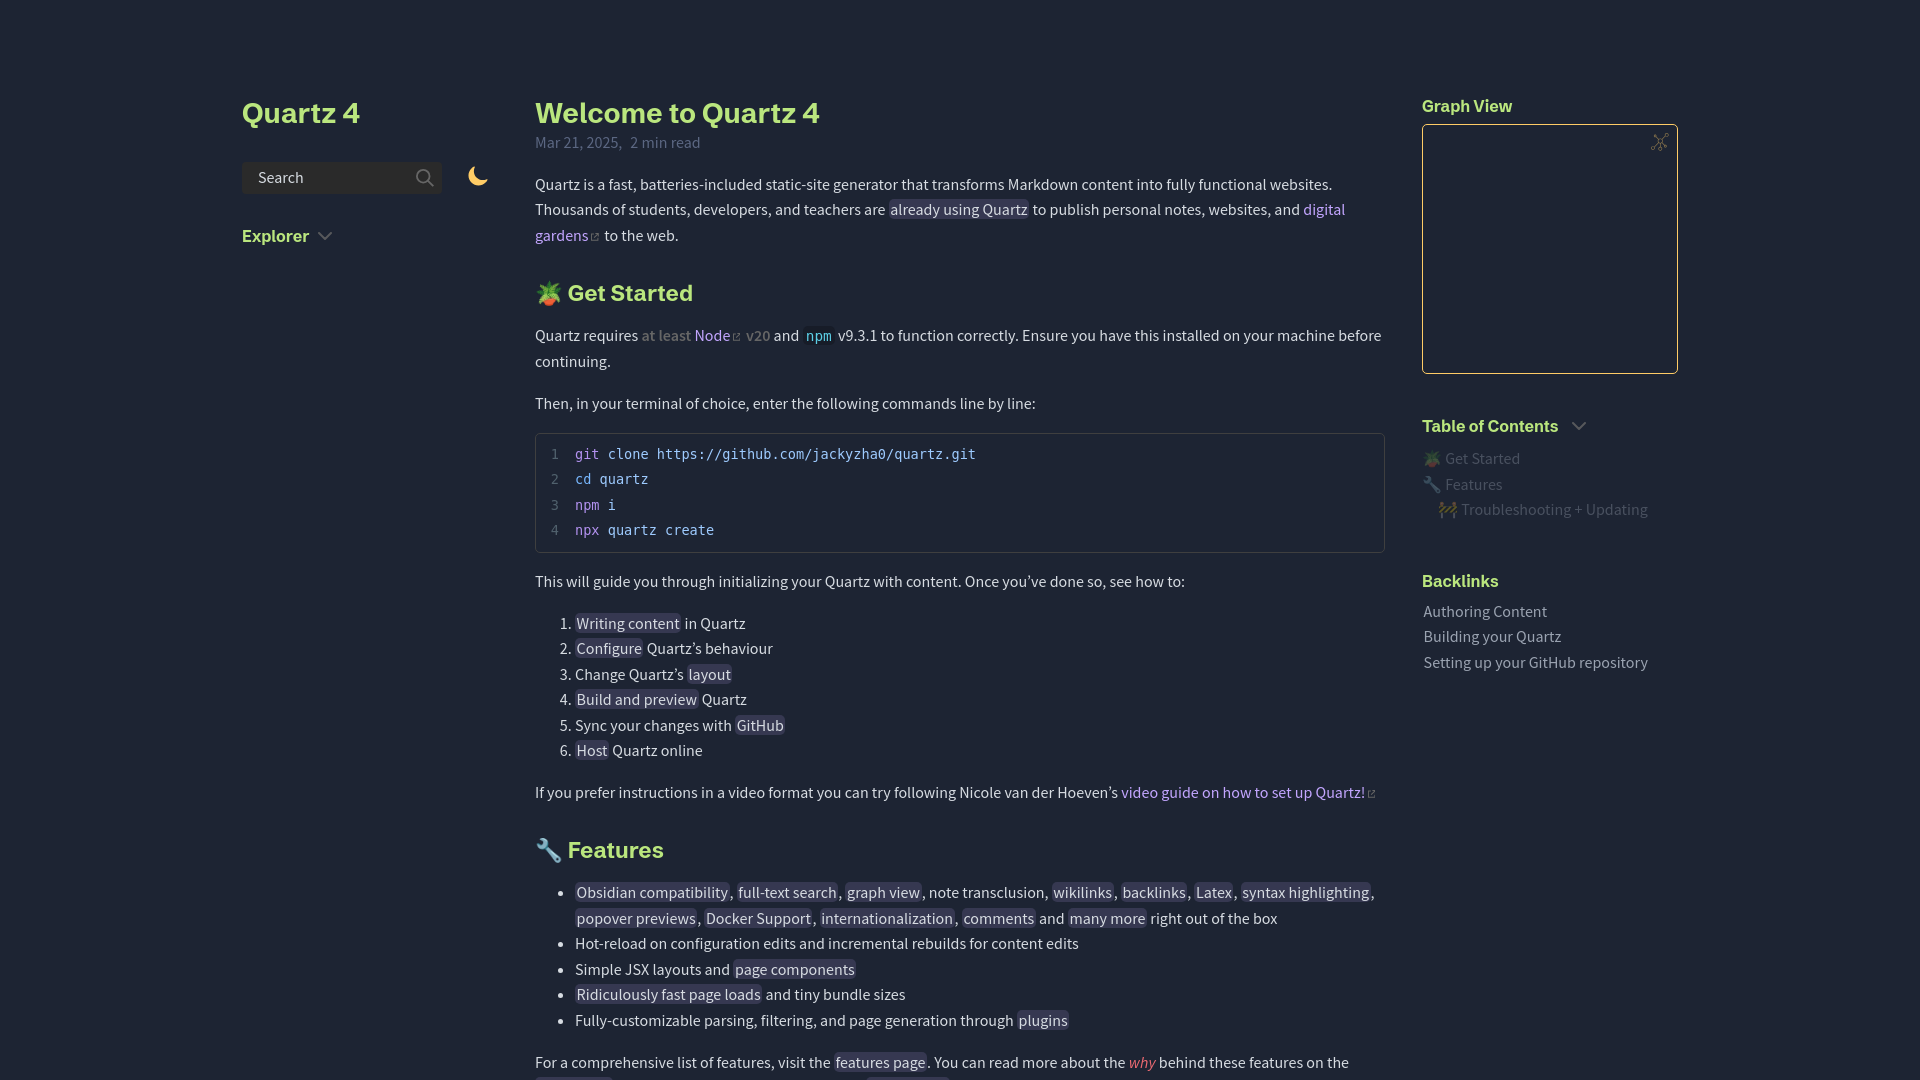 Quartz 4
Search
Explorer
Welcome to Quartz 4
Mar 21, 2025, 2 min read
Quartz is a fast, batteries-included static-site generator that transforms Markdown content into fully functional websites.
Thousands of students, developers, and teachers are already using Quartz to publish personal notes, websites, and digital
gardens to the web.
🪴 Get Started
Quartz requires at least Node v20 and npm v9.3.1 to function correctly. Ensure you have this installed on your machine before
continuing.
Then, in your terminal of choice, enter the following commands line by line:
1 git clone https://github.com/jackyzha0/quartz.git
2 cd quartz
3 npm i
4 npx quartz create
This will guide you through initializing your Quartz with content. Once you’ve done so, see how to:
1. Writing content in Quartz
2. Configure Quartz’s behaviour
3. Change Quartz’s layout
4. Build and preview Quartz
5. Sync your changes with GitHub
6. Host Quartz online
If you prefer instructions in a video format you can try following Nicole van der Hoeven’s video guide on how to set up Quartz!
🔧 Features
• Obsidian compatibility, full-text search, graph view, note transclusion, wikilinks, backlinks, Latex, syntax highlighting,
popover previews, Docker Support, internationalization, comments and many more right out of the box
• Hot-reload on configuration edits and incremental rebuilds for content edits
• Simple JSX layouts and page components
• Ridiculously fast page loads and tiny bundle sizes
• Fully-customizable parsing, filtering, and page generation through plugins
For a comprehensive list of features, visit the features page. You can read more about the why behind these features on the
Graph View
Table of Contents
🪴 Get Started
🔧 Features
🚧 Troubleshooting + Updating
Backlinks
Authoring Content
Building your Quartz
Setting up your GitHub repository